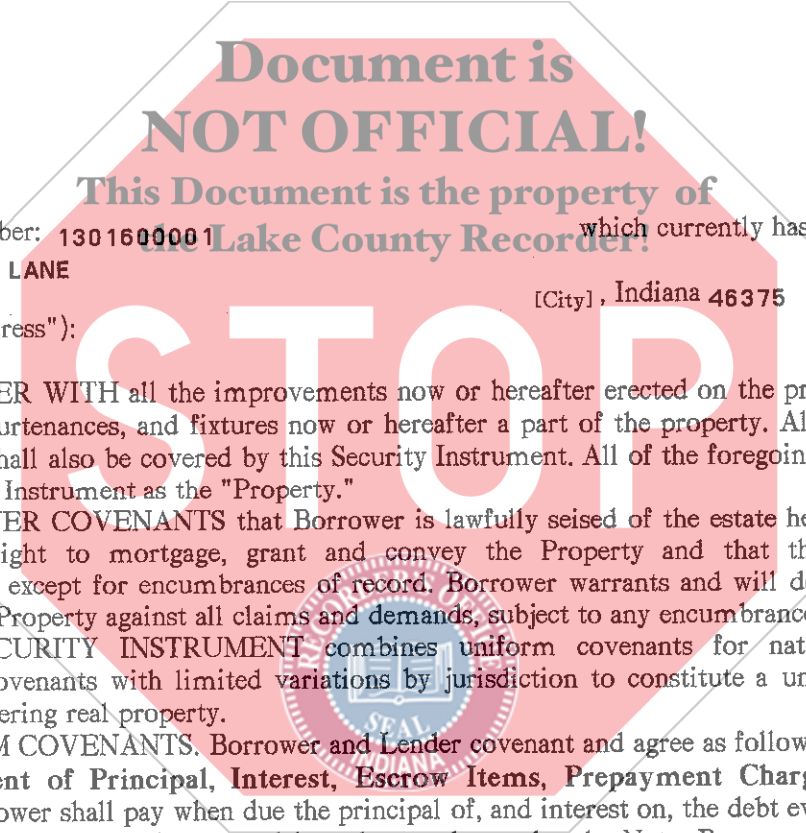 Document is
NOT OFFICIAL!
This Document is the property of
the Lake County Recorder!
ber: 1301600001 which currently has
LANE
[City], Indiana 46375
ress"):
STOP
ER WITH all the improvements now or hereafter erected on the pr
urtenances, and fixtures now or hereafter a part of the property. Al
hall also be covered by this Security Instrument. All of the foregoin
Instrument as the "Property."
ER COVENANTS that Borrower is lawfully seised of the estate he
ight to mortgage, grant and convey the Property and that th
except for encumbrances of record. Borrower warrants and will d
Property against all claims and demands, subject to any encumbrance
CURITY INSTRUMENT combines uniform covenants for nat
ovenants with limited variations by jurisdiction to constitute a un
ering real property.
RECORDER'S OFFICE
SEAL
INDIANA
M COVENANTS. Borrower and Lender covenant and agree as follow
ent of Principal, Interest, Escrow Items, Prepayment Charg
ower shall pay when due the principal of, and interest on, the debt ev